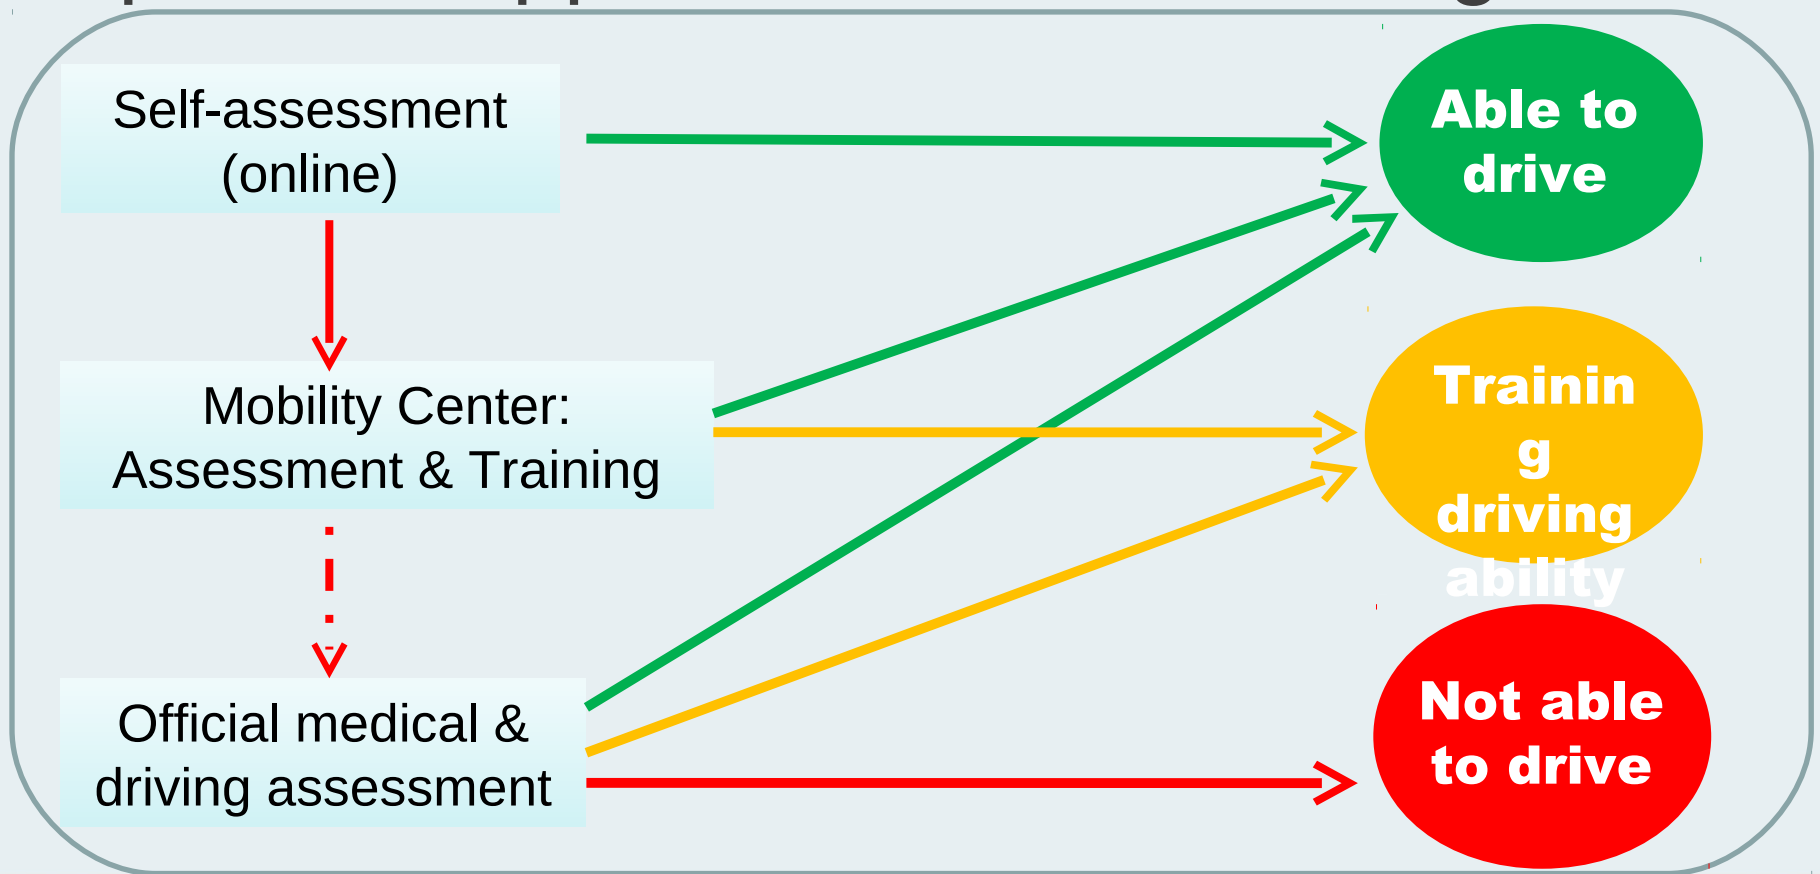 Self-assessment
(online)
Able to
drive
Mobility Center:
Assessment & Training
Trainin
g
driving
ability
Official medical &
driving assessment
Not able
to drive